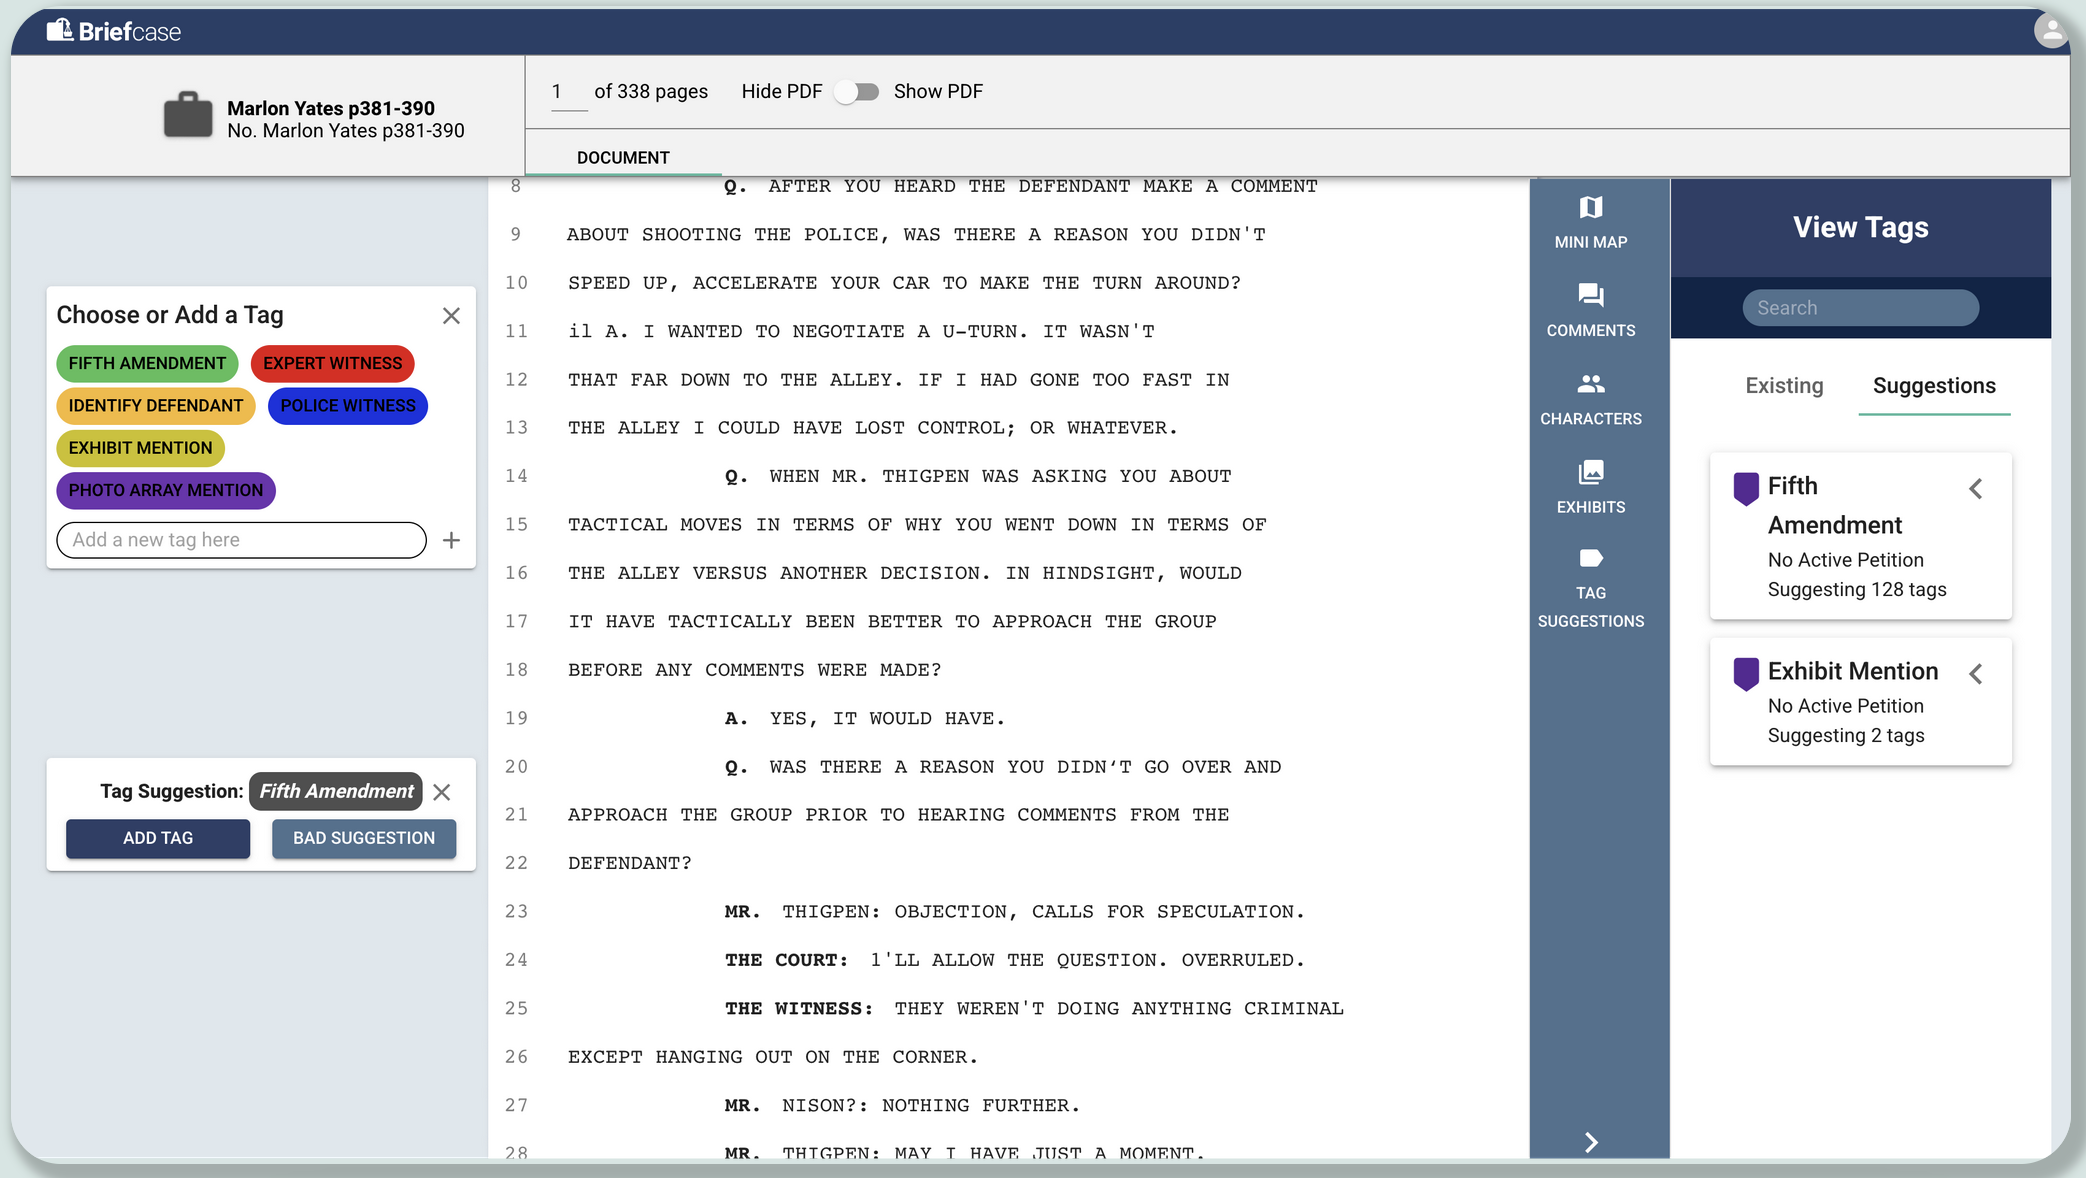 Briefcase
Marlon Yates p381-390
No. Marlon Yates p381-390
1 of 338 pages Hide PDF Show PDF
DOCUMENT
Choose or Add a Tag
FIFTH AMENDMENT EXPERT WITNESS
IDENTIFY DEFENDANT POLICE WITNESS
EXHIBIT MENTION
PHOTO ARRAY MENTION
Add a new tag here
Tag Suggestion: Fifth Amendment
ADD TAG BAD SUGGESTION
8 Q. AFTER YOU HEARD THE DEFENDANT MAKE A COMMENT
9 ABOUT SHOOTING THE POLICE, WAS THERE A REASON YOU DIDN'T
10 SPEED UP, ACCELERATE YOUR CAR TO MAKE THE TURN AROUND?
11 il A. I WANTED TO NEGOTIATE A U-TURN. IT WASN'T
12 THAT FAR DOWN TO THE ALLEY. IF I HAD GONE TOO FAST IN
13 THE ALLEY I COULD HAVE LOST CONTROL; OR WHATEVER.
14 Q. WHEN MR. THIGPEN WAS ASKING YOU ABOUT
15 TACTICAL MOVES IN TERMS OF WHY YOU WENT DOWN IN TERMS OF
16 THE ALLEY VERSUS ANOTHER DECISION. IN HINDSIGHT, WOULD
17 IT HAVE TACTICALLY BEEN BETTER TO APPROACH THE GROUP
18 BEFORE ANY COMMENTS WERE MADE?
19 A. YES, IT WOULD HAVE.
20 Q. WAS THERE A REASON YOU DIDN‘T GO OVER AND
21 APPROACH THE GROUP PRIOR TO HEARING COMMENTS FROM THE
22 DEFENDANT?
23 MR. THIGPEN: OBJECTION, CALLS FOR SPECULATION.
24 THE COURT: 1'LL ALLOW THE QUESTION. OVERRULED.
25 THE WITNESS: THEY WEREN'T DOING ANYTHING CRIMINAL
26 EXCEPT HANGING OUT ON THE CORNER.
27 MR. NISON?: NOTHING FURTHER.
28 MR. THIGPEN: MAY I HAVE JUST A MOMENT.
MINI MAP
COMMENTS
CHARACTERS
EXHIBITS
TAG
SUGGESTIONS
View Tags
Search
Existing Suggestions
Fifth
Amendment
No Active Petition
Suggesting 128 tags
Exhibit Mention
No Active Petition
Suggesting 2 tags